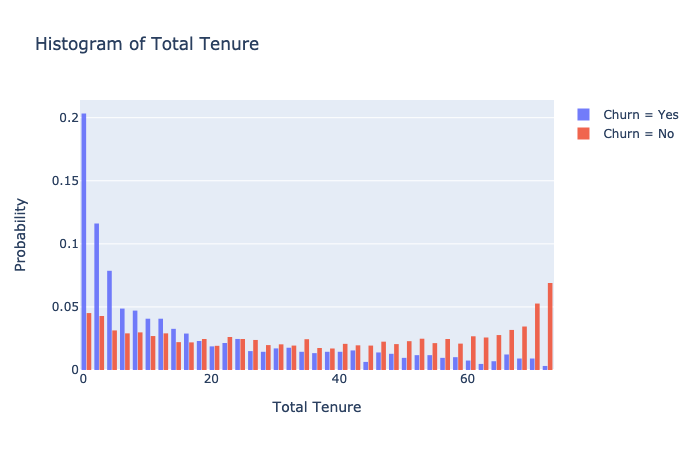 Histogram of Total Tenure
Churn = Yes
Churn = No
Probability
0.2
0.15
0.1
0.05
0
0
20
40
60
Total Tenure